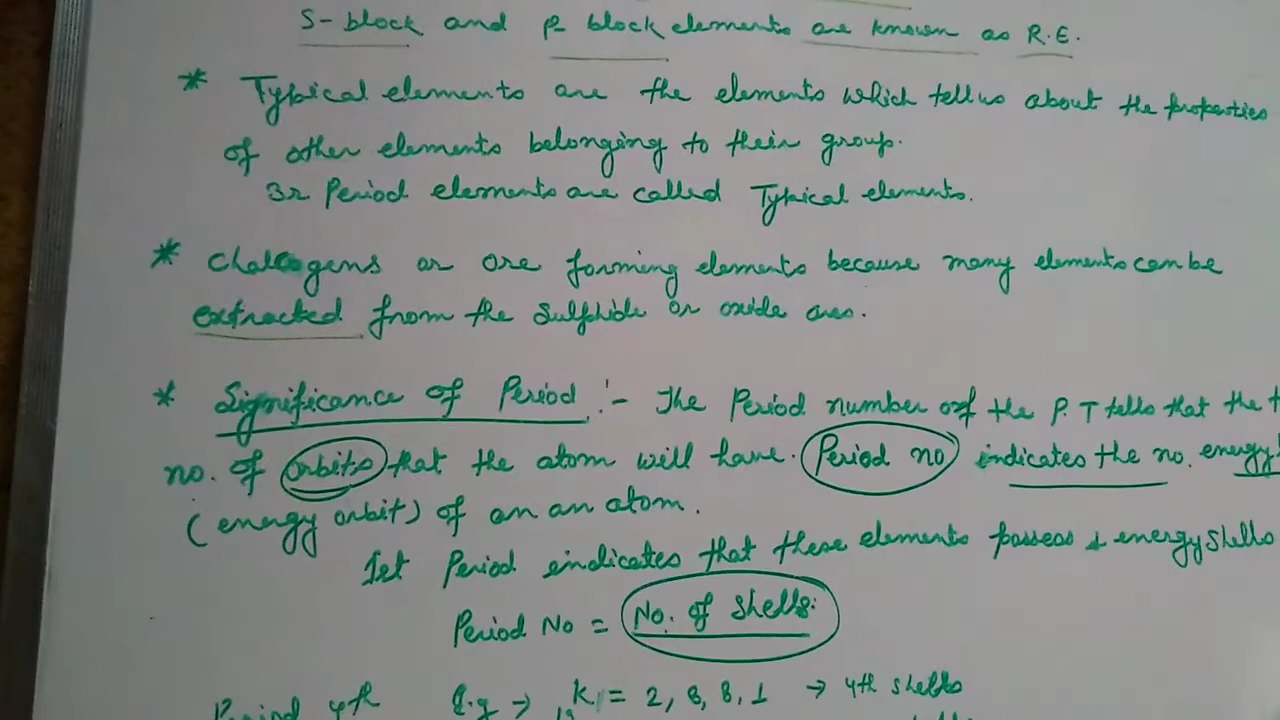 S-block and p- block elements are known as R.E.
* Typical elements are the elements which tell us about the properties
of other elements belonging to their group.
3r Period elements are called Typical elements.
* Chalcogens or ore forming elements because many elements can be
extracted from the sulphide or oxide ores.
* Significance of Period :- The Period number of the P.T tells that the
no. of orbits that the atom will have. Period no indicates the no. energy
(energy orbit) of an an atom.
1st Period indicates that these elements posses 1 energy shells
Period No = No. of shells.
Period 4th E.g → 19K = 2, 8, 8, 1 → 4th shells